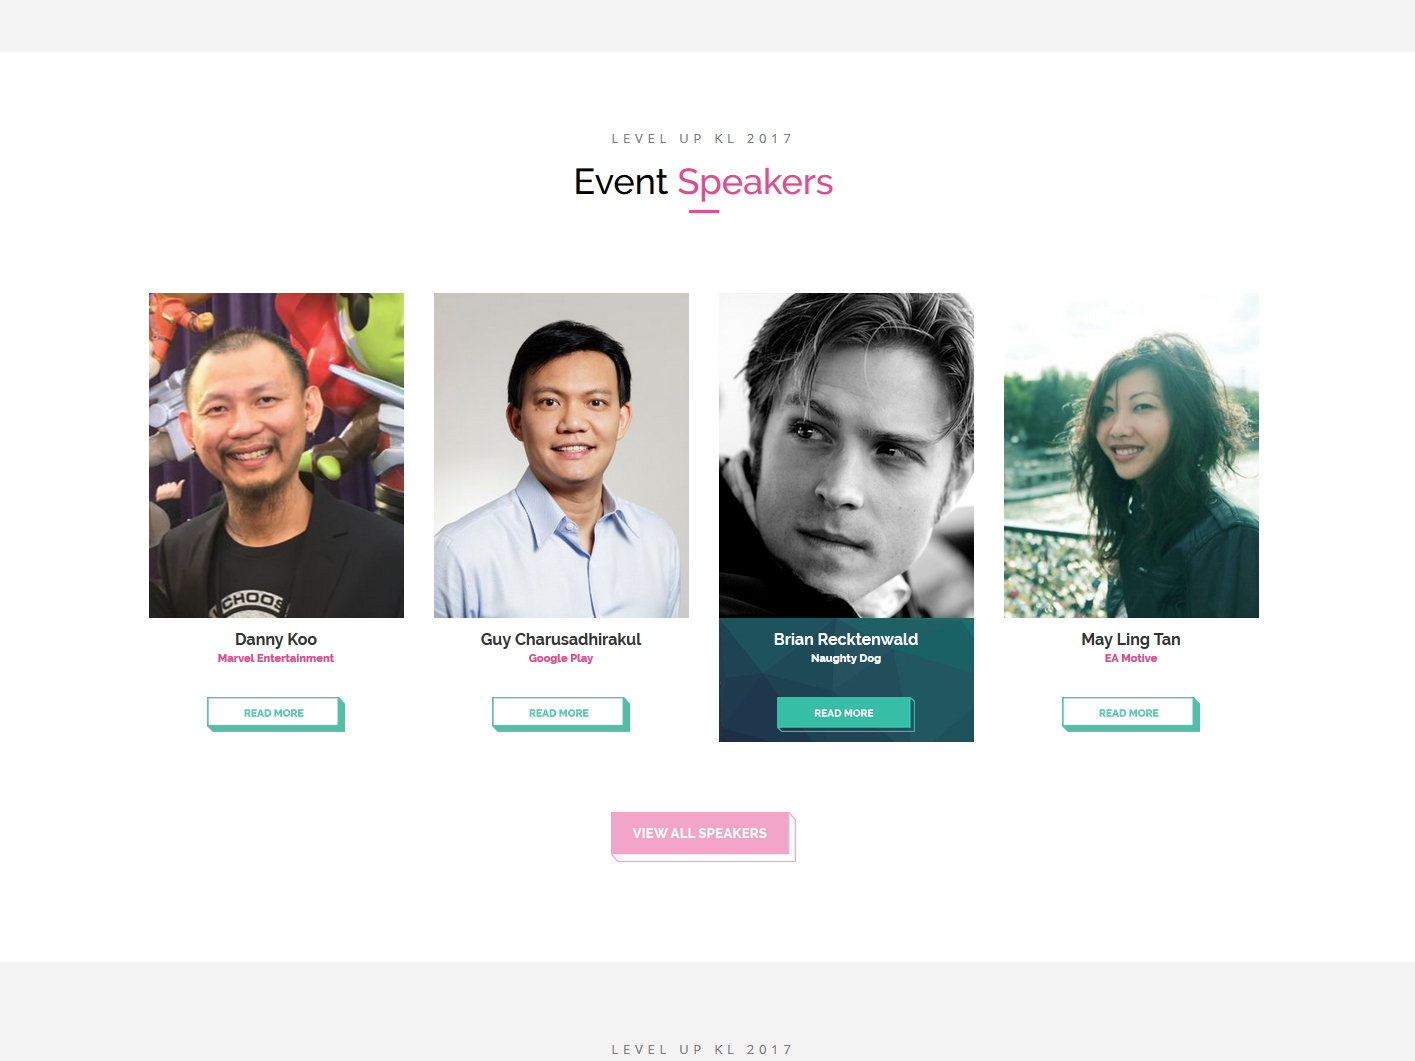 LEVEL UP KL 2017
Event Speakers
CHOOS
Danny Koo
Marvel Entertainment
READ MORE
Guy Charusadhirakul
Google Play
READ MORE
Brian Recktenwald
Naughty Dog
READ MORE
May Ling Tan
EA Motive
READ MORE
VIEW ALL SPEAKERS
LEVEL UP KL 2017